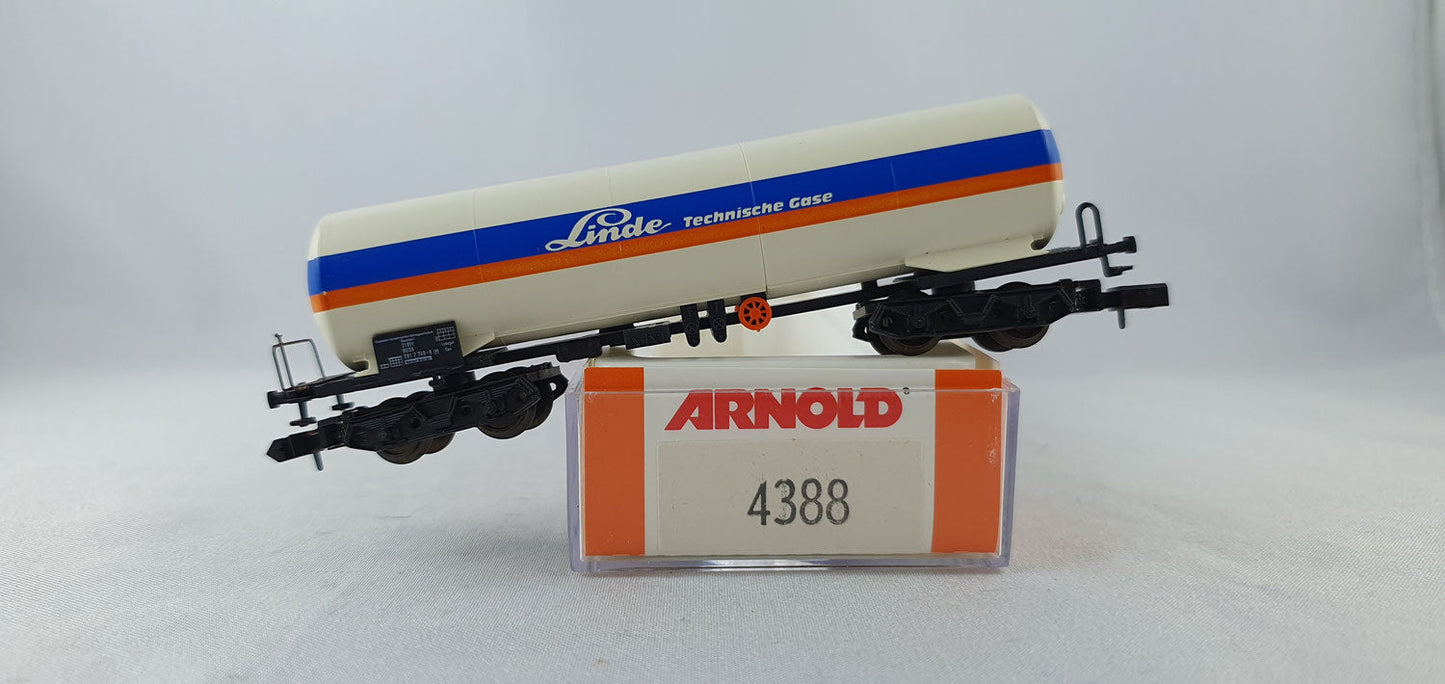 Linde Technische Gase
ARNOLD
4388